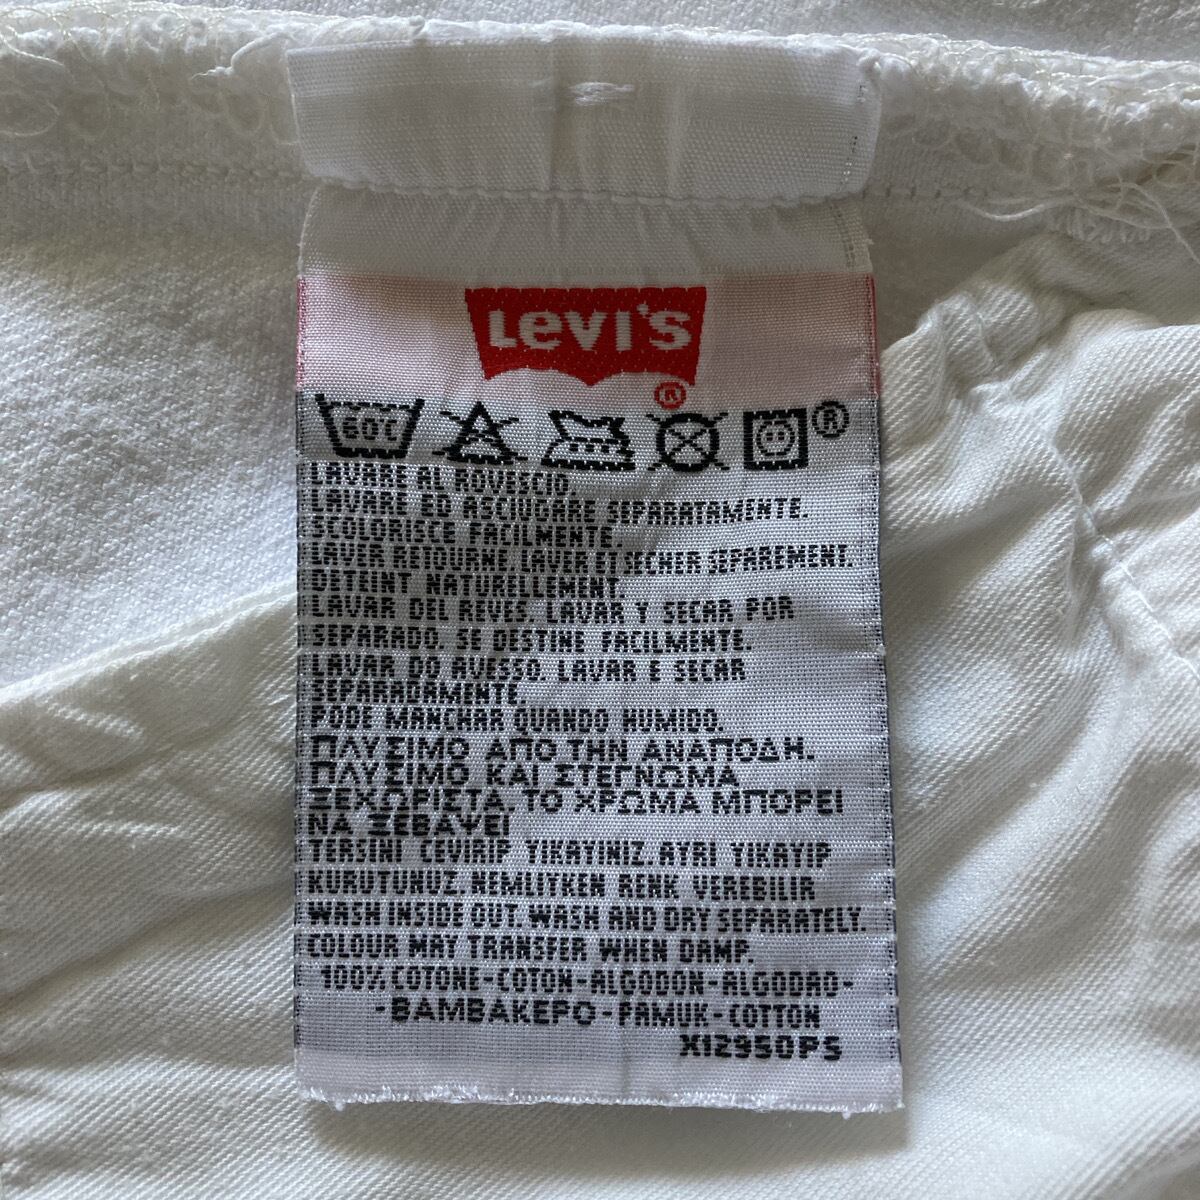 Levi's
®
60°C
®
LAVARE AL ROVESCIO.
LAVARE ED ASCIUGARE SEPARATAMENTE.
SCOLORISCE FACILMENTE.
LAVER RETOURNE. LAVER ET SECHER SEPAREMENT.
DETEINT NATURELLEMENT.
LAVAR DEL REVES. LAVAR Y SECAR POR
SEPARADO. SE DESTINE FACILMENTE.
LAVAR DO AVESSO. LAVAR E SECAR
SEPARADAMENTE.
PODE MANCHAR QUANDO HUMIDO.
ΠΛΥΣΙΜΟ ΑΠΟ ΤΗΝ ΑΝΑΠΟΔΗ.
ΠΛΥΣΙΜΟ ΚΑΙ ΣΤΕΓΝΩΜΑ
ΞΕΧΩΡΙΣΤΑ ΤΟ ΧΡΩΜΑ ΜΠΟΡΕΙ
ΝΑ ΞΕΒΑΨΕΙ
TERSINI CEVIRIP YIKAYINIZ. AYRI YIKAYIP
KURUTUNUZ. NEMLITKEN RENK VEREBILIR
WASH INSIDE OUT. WASH AND DRY SEPARATELY.
COLOUR MAY TRANSFER WHEN DAMP.
100% COTONE-COTON-ALGODON-ALGODAO-
-ΒΑΜΒΑΚΕΡΟ-PAMUK-COTTON
X12950PS